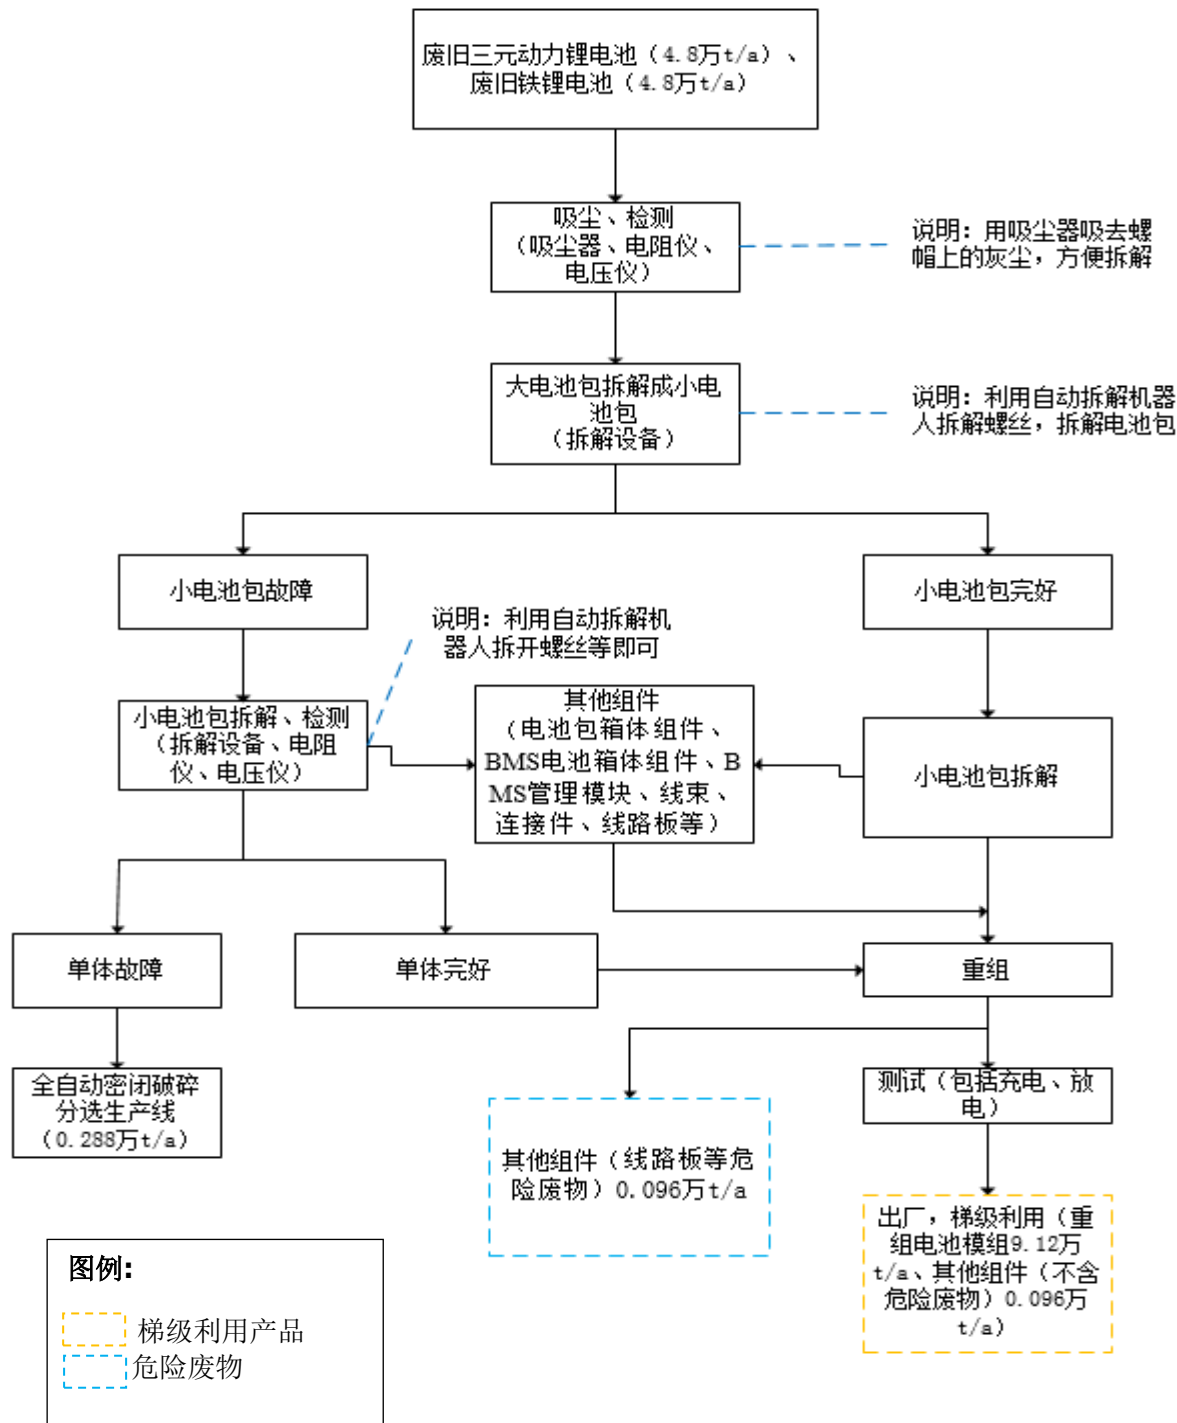 废旧三元动力锂电池（4.8万t/a）、
废旧铁锂电池（4.8万t/a）
吸尘、检测
（吸尘器、电阻仪、
电压仪）
说明：用吸尘器吸去螺
帽上的灰尘，方便拆解
大电池包拆解成小电
池包
（拆解设备）
说明：利用自动拆解机器
人拆解螺丝，拆解电池包
小电池包故障
小电池包完好
说明：利用自动拆解机
器人拆开螺丝等即可
小电池包拆解、检测
（拆解设备、电阻
仪、电压仪）
其他组件
（电池包箱体组件、
BMS电池箱体组件、B
MS管理模块、线束、
连接件、线路板等）
小电池包拆解
单体故障
单体完好
重组
全自动密闭破碎
分选生产线
（0.288万t/a）
其他组件（线路板等危
险废物）0.096万t/a
测试（包括充电、放
电）
出厂，梯级利用（重
组电池模组9.12万
t/a、其他组件（不含
危险废物）0.096万
t/a）
图例:
梯级利用产品
危险废物